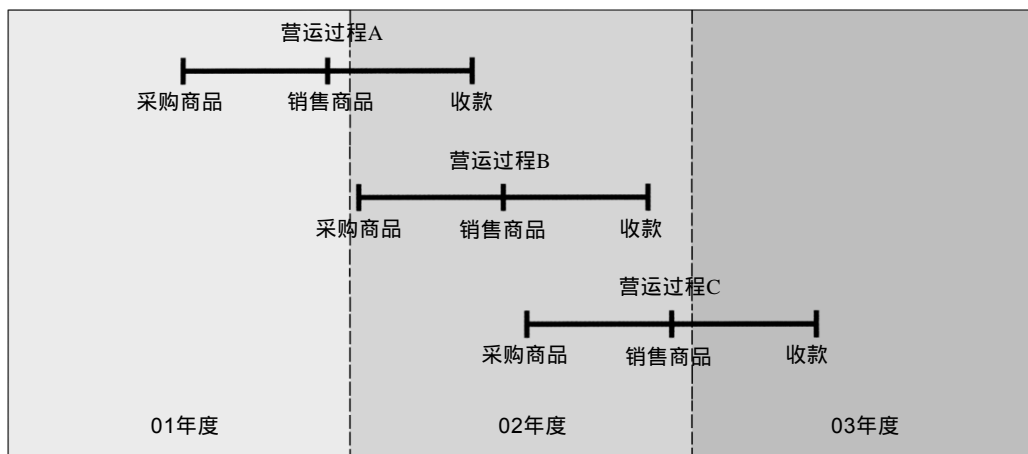 营运过程A
采购商品 销售商品 收款
营运过程B
采购商品 销售商品 收款
营运过程C
采购商品 销售商品 收款
01年度 02年度 03年度